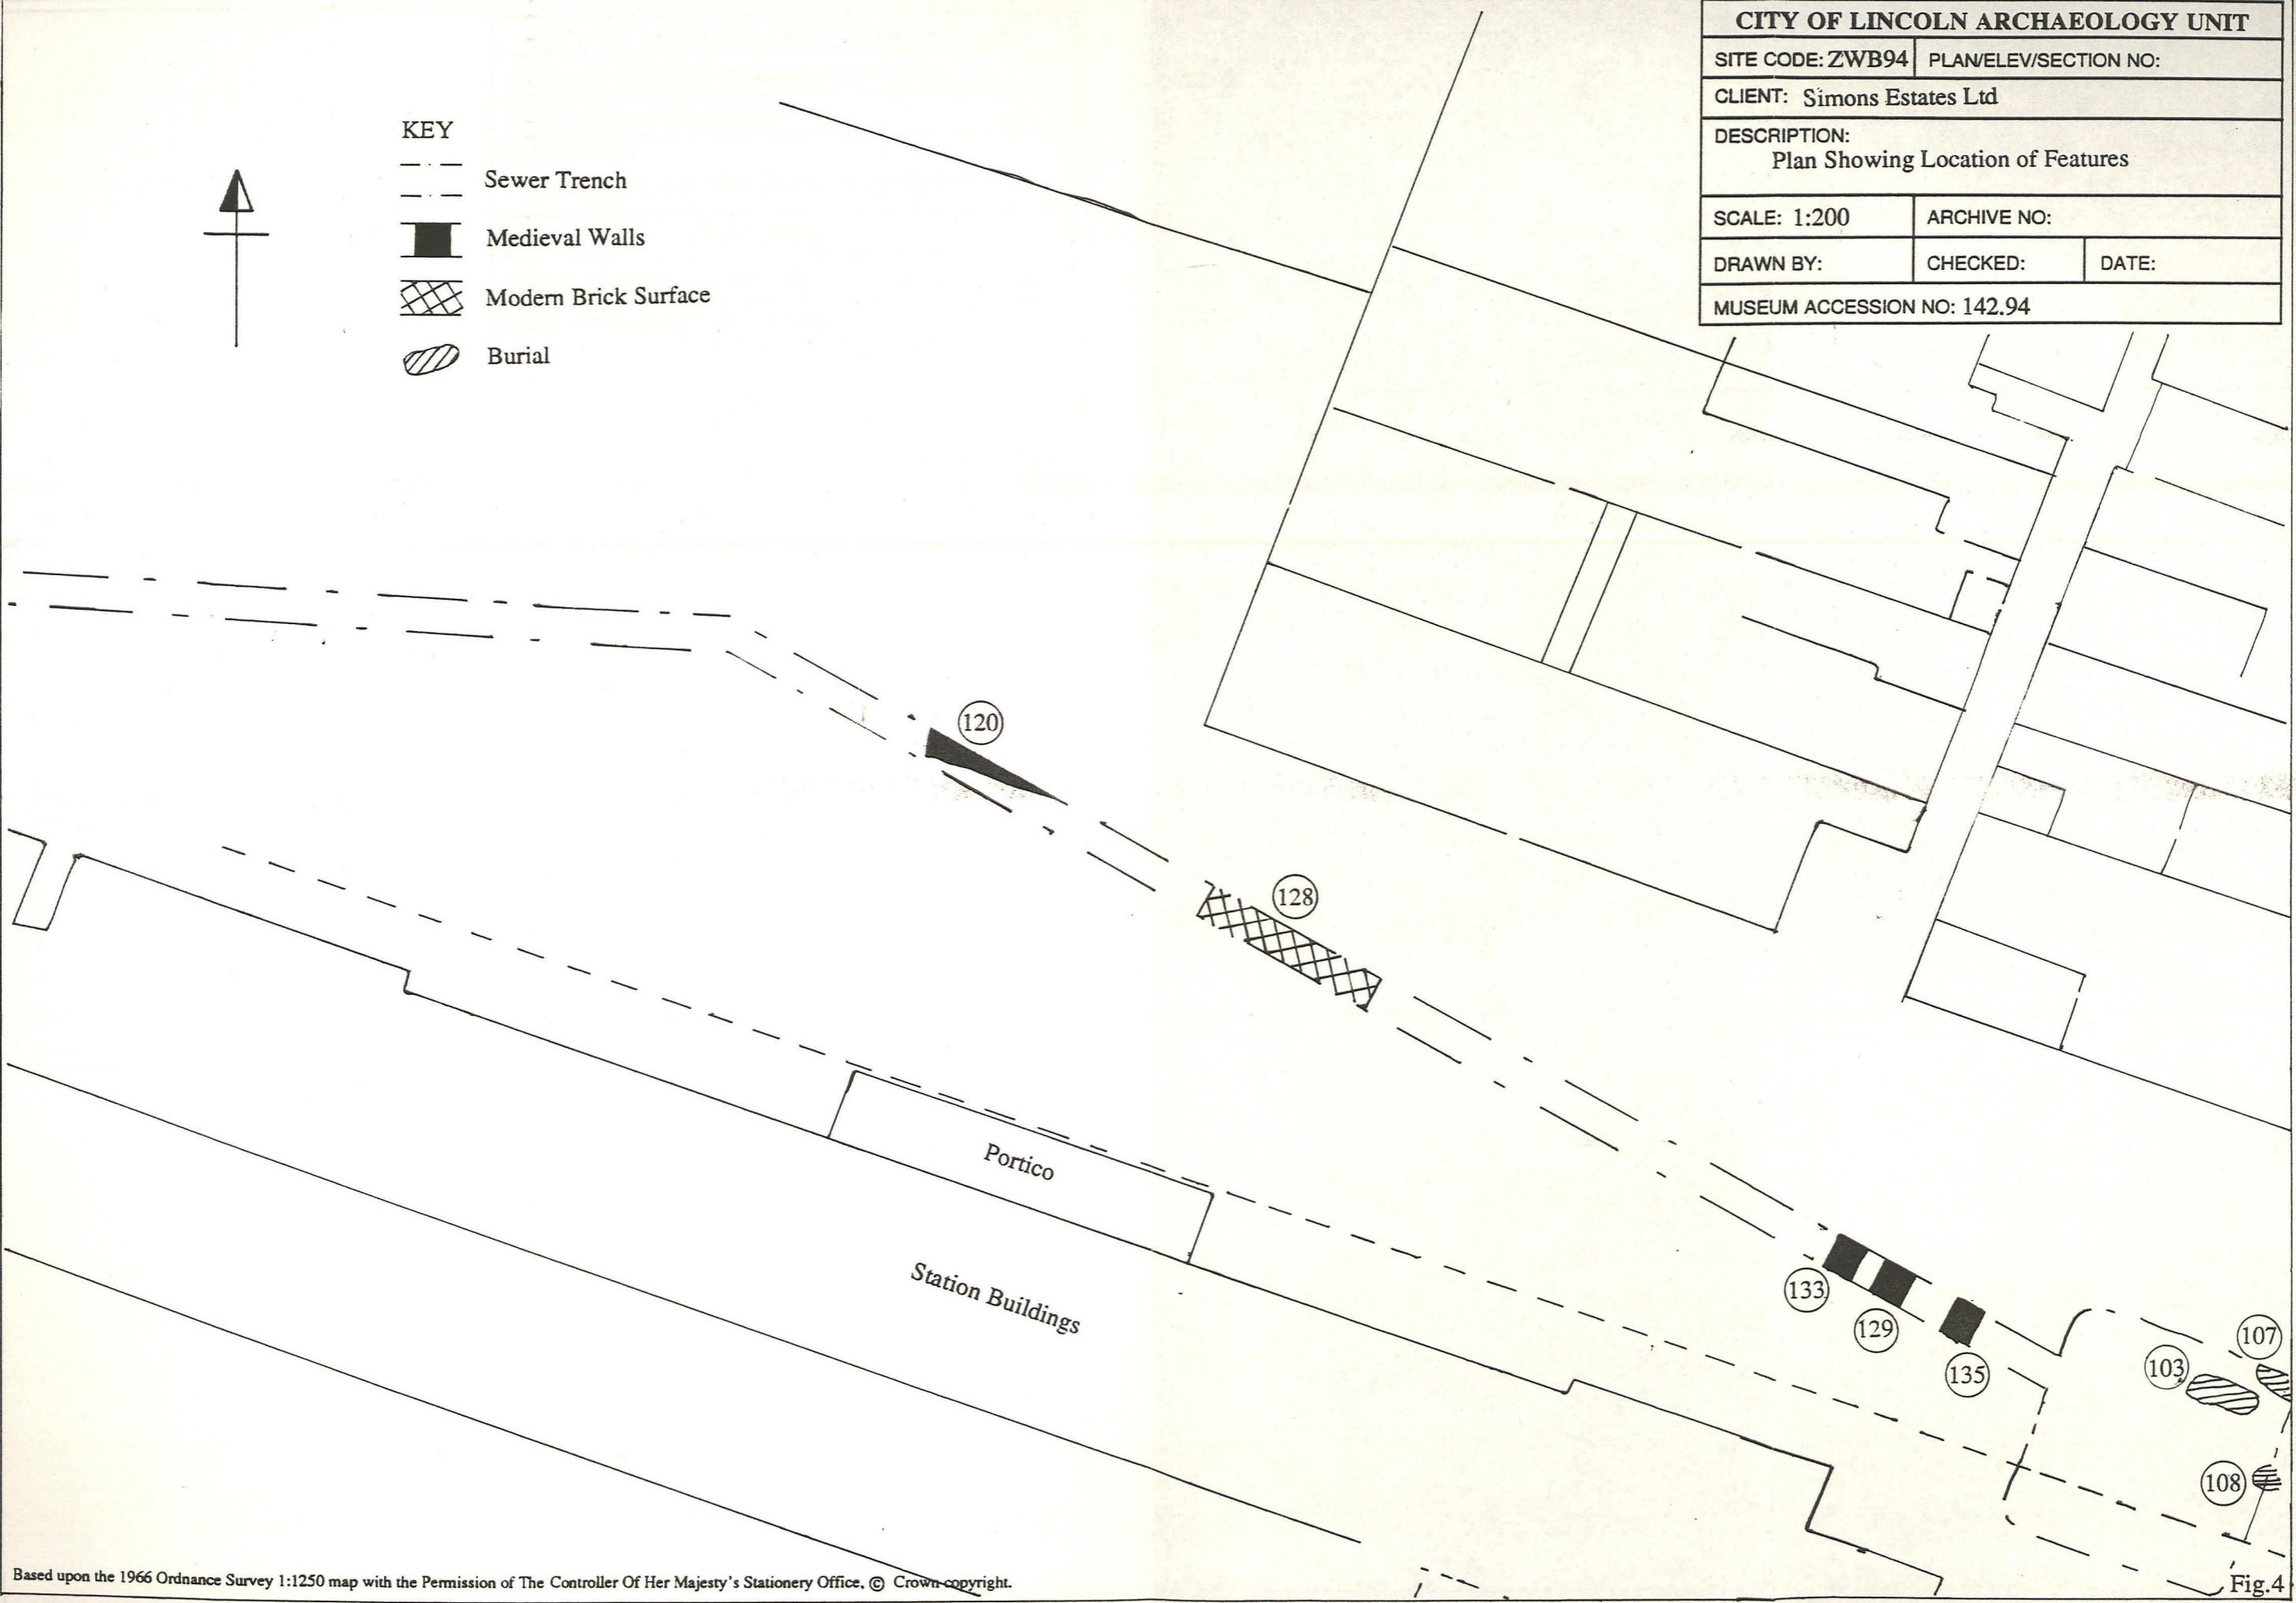 CITY OF LINCOLN ARCHAEOLOGY UNIT
SITE CODE: ZWB94 PLAN/ELEV/SECTION NO:
CLIENT: Simons Estates Ltd
DESCRIPTION:
Plan Showing Location of Features
SCALE: 1:200 ARCHIVE NO:
DRAWN BY: CHECKED: DATE:
MUSEUM ACCESSION NO: 142.94
KEY
Sewer Trench
Medieval Walls
Modern Brick Surface
Burial
120
128
Portico
Station Buildings
133
129
135
107
103
108
Based upon the 1966 Ordnance Survey 1:1250 map with the Permission of The Controller Of Her Majesty's Stationery Office, © Crown copyright.
Fig.4